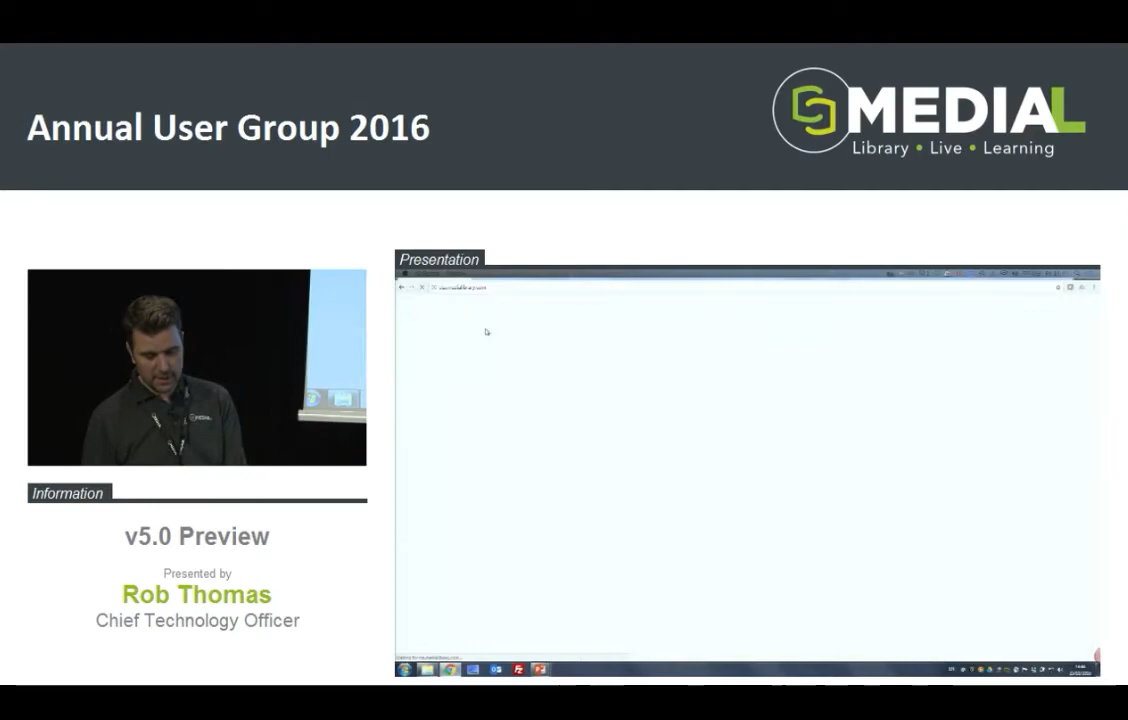 Annual User Group 2016
MEDIAL
Library • Live • Learning
Presentation
Information
v5.0 Preview
Presented by
Rob Thomas
Chief Technology Officer